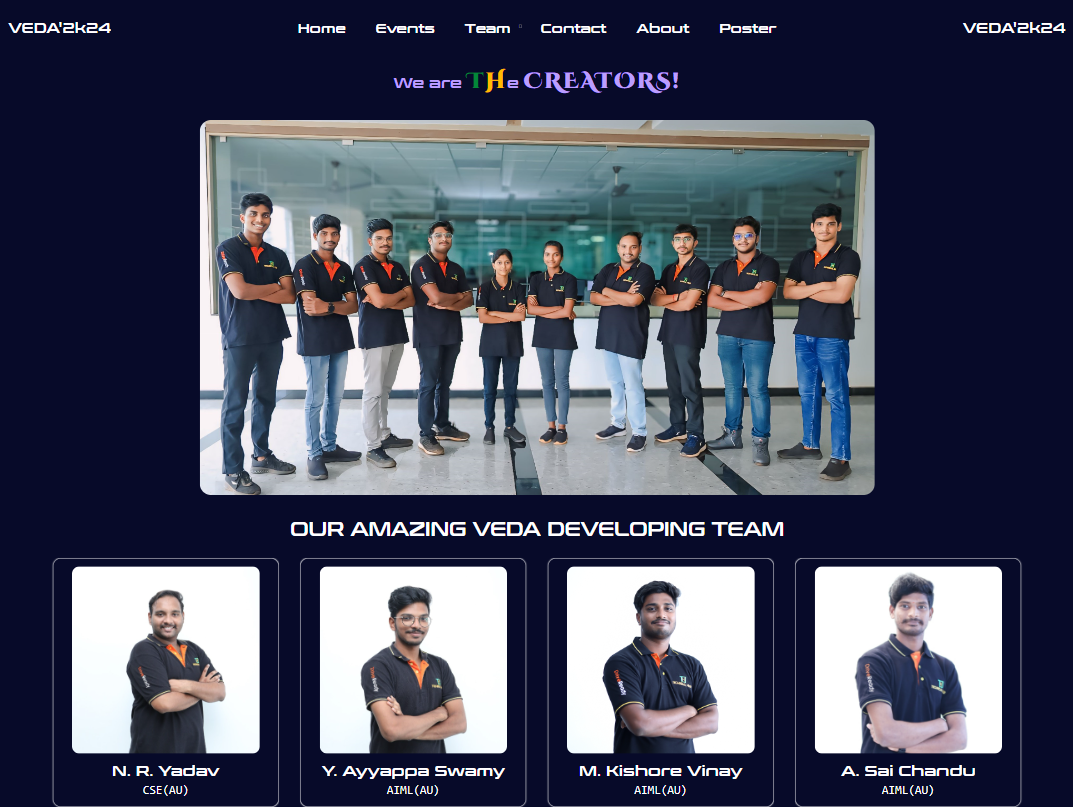 VEDA'2k24 Home Events Team Contact About Poster VEDA'2k24
We are THe CREATORS!
OUR AMAZING VEDA DEVELOPING TEAM
N. R. Yadav
CSE(AU)
Y. Ayyappa Swamy
AIML(AU)
M. Kishore Vinay
AIML(AU)
A. Sai Chandu
AIML(AU)